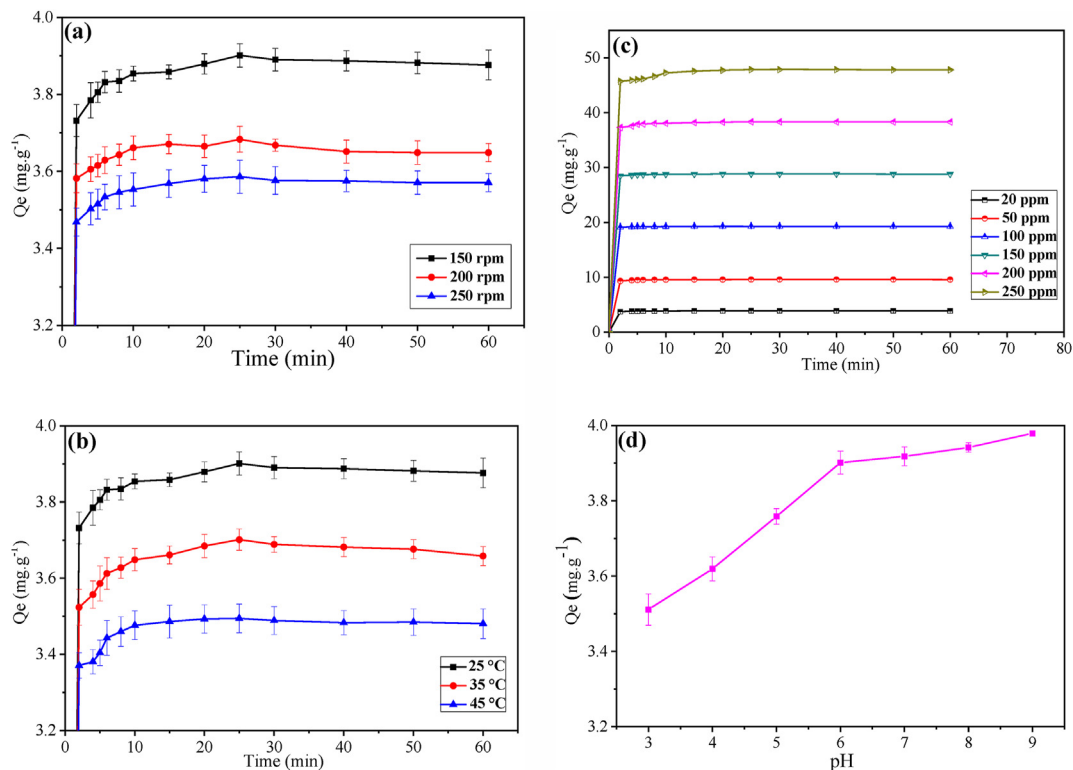 (a)
4.0
3.8
3.6
3.4
3.2
Qe (mg.g-1)
0 10 20 30 40 50 60
Time (min)
150 rpm
200 rpm
250 rpm
(c)
50
40
30
20
10
0
Qe (mg.g-1)
0 10 20 30 40 50 60 70 80
Time (min)
20 ppm
50 ppm
100 ppm
150 ppm
200 ppm
250 ppm
(b)
4.0
3.8
3.6
3.4
3.2
Qe (mg.g-1)
0 10 20 30 40 50 60
Time (min)
25 °C
35 °C
45 °C
(d)
4.0
3.8
3.6
3.4
3.2
Qe (mg.g-1)
3 4 5 6 7 8 9
pH